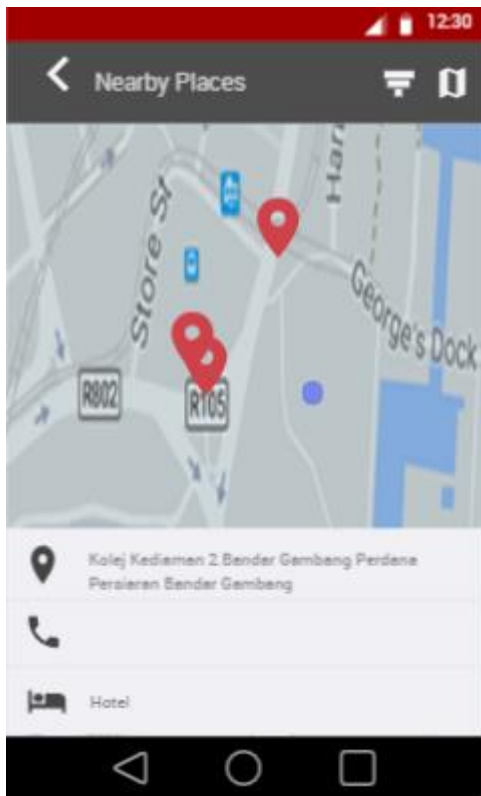 12:30
Nearby Places
Store St
Har
George's Dock
R802
R105
Kolej Kediaman 2 Bandar Gambang Perdana
Persiaran Bandar Gambang
Hotel